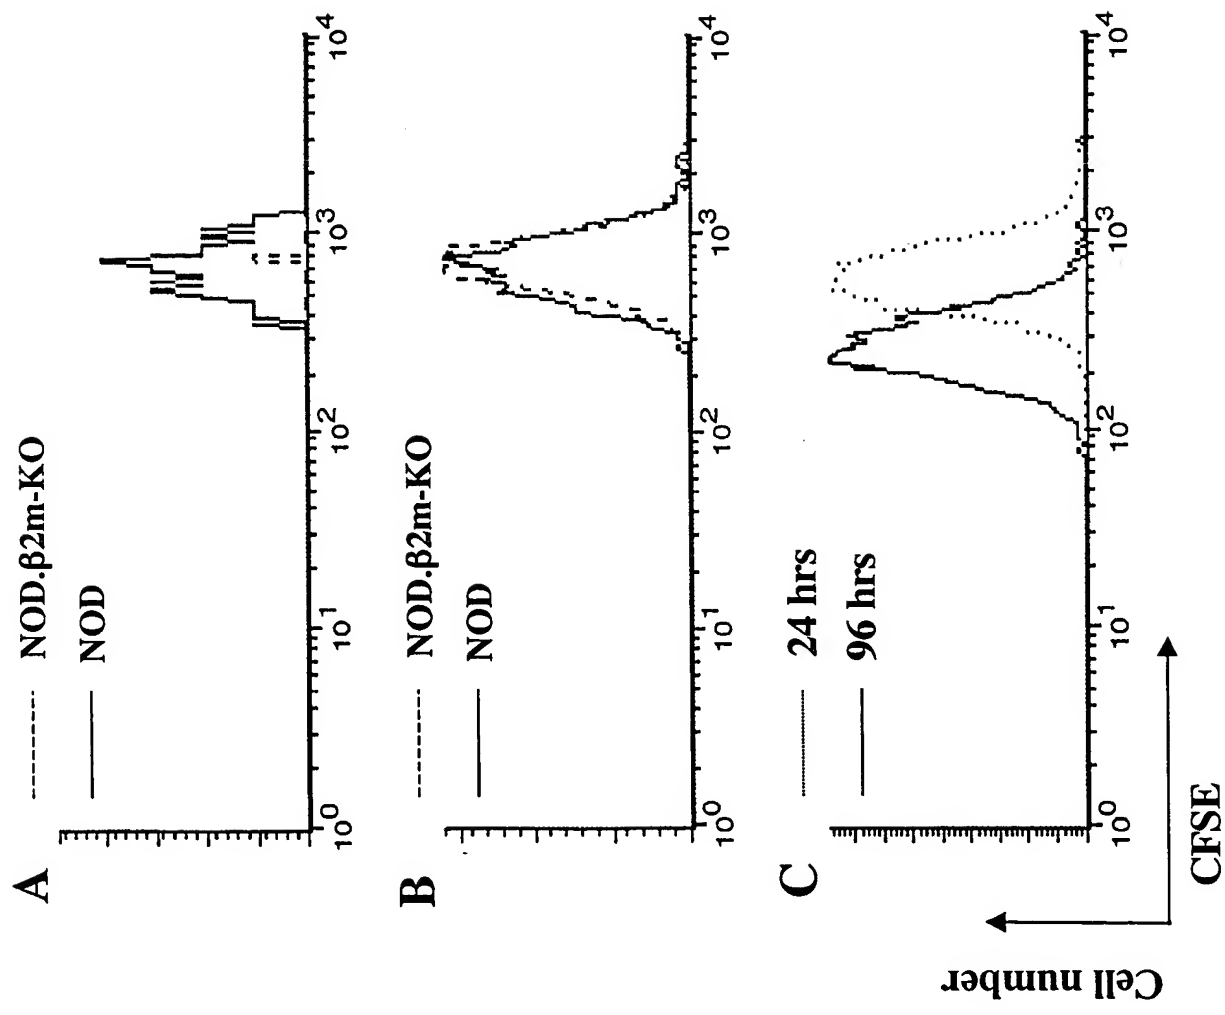 A
NOD.β2m-KO
NOD
10⁰ 10¹ 10² 10³ 10⁴
B
NOD.β2m-KO
NOD
10⁰ 10¹ 10² 10³ 10⁴
C
24 hrs
96 hrs
10⁰ 10¹ 10² 10³ 10⁴
Cell number
CFSE